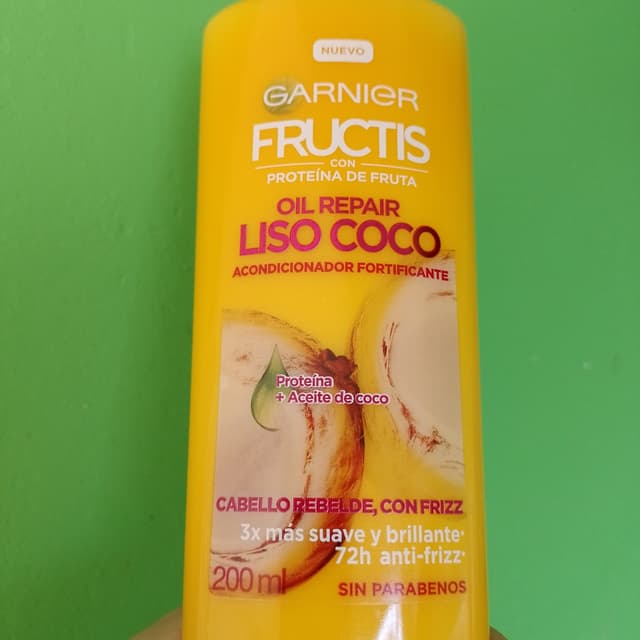 NUEVO
GARNIER
FRUCTIS
CON
PROTEÍNA DE FRUTA
OIL REPAIR
LISO COCO
ACONDICIONADOR FORTIFICANTE
Proteína
+ Aceite de coco
CABELLO REBELDE, CON FRIZZ
3x más suave y brillante*
72h anti-frizz*
200 ml
SIN PARABENOS